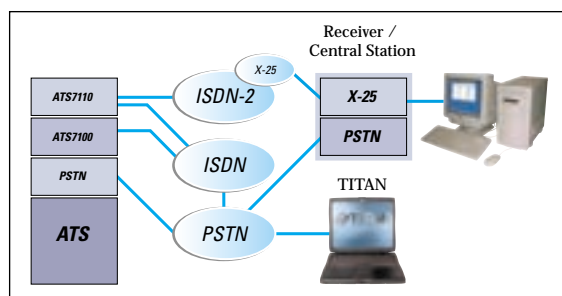 Receiver /
Central Station
X-25
ATS7110
ISDN-2
X-25
ATS7100
PSTN
ISDN
PSTN
TITAN
ATS
PSTN